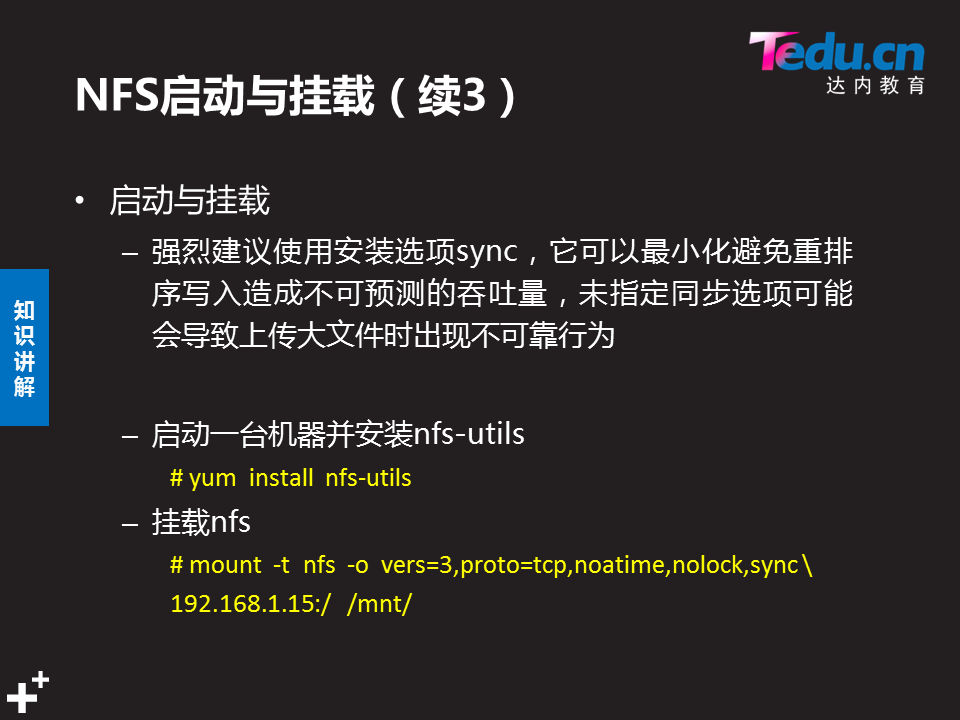 Tedu.cn
达内教育
NFS启动与挂载（续3）
• 启动与挂载
– 强烈建议使用安装选项sync，它可以最小化避免重排
序写入造成不可预测的吞吐量，未指定同步选项可能
会导致上传大文件时出现不可靠行为
知
识
讲
解
– 启动一台机器并安装nfs-utils
# yum install nfs-utils
– 挂载nfs
# mount -t nfs -o vers=3,proto=tcp,noatime,nolock,sync \
192.168.1.15:/ /mnt/